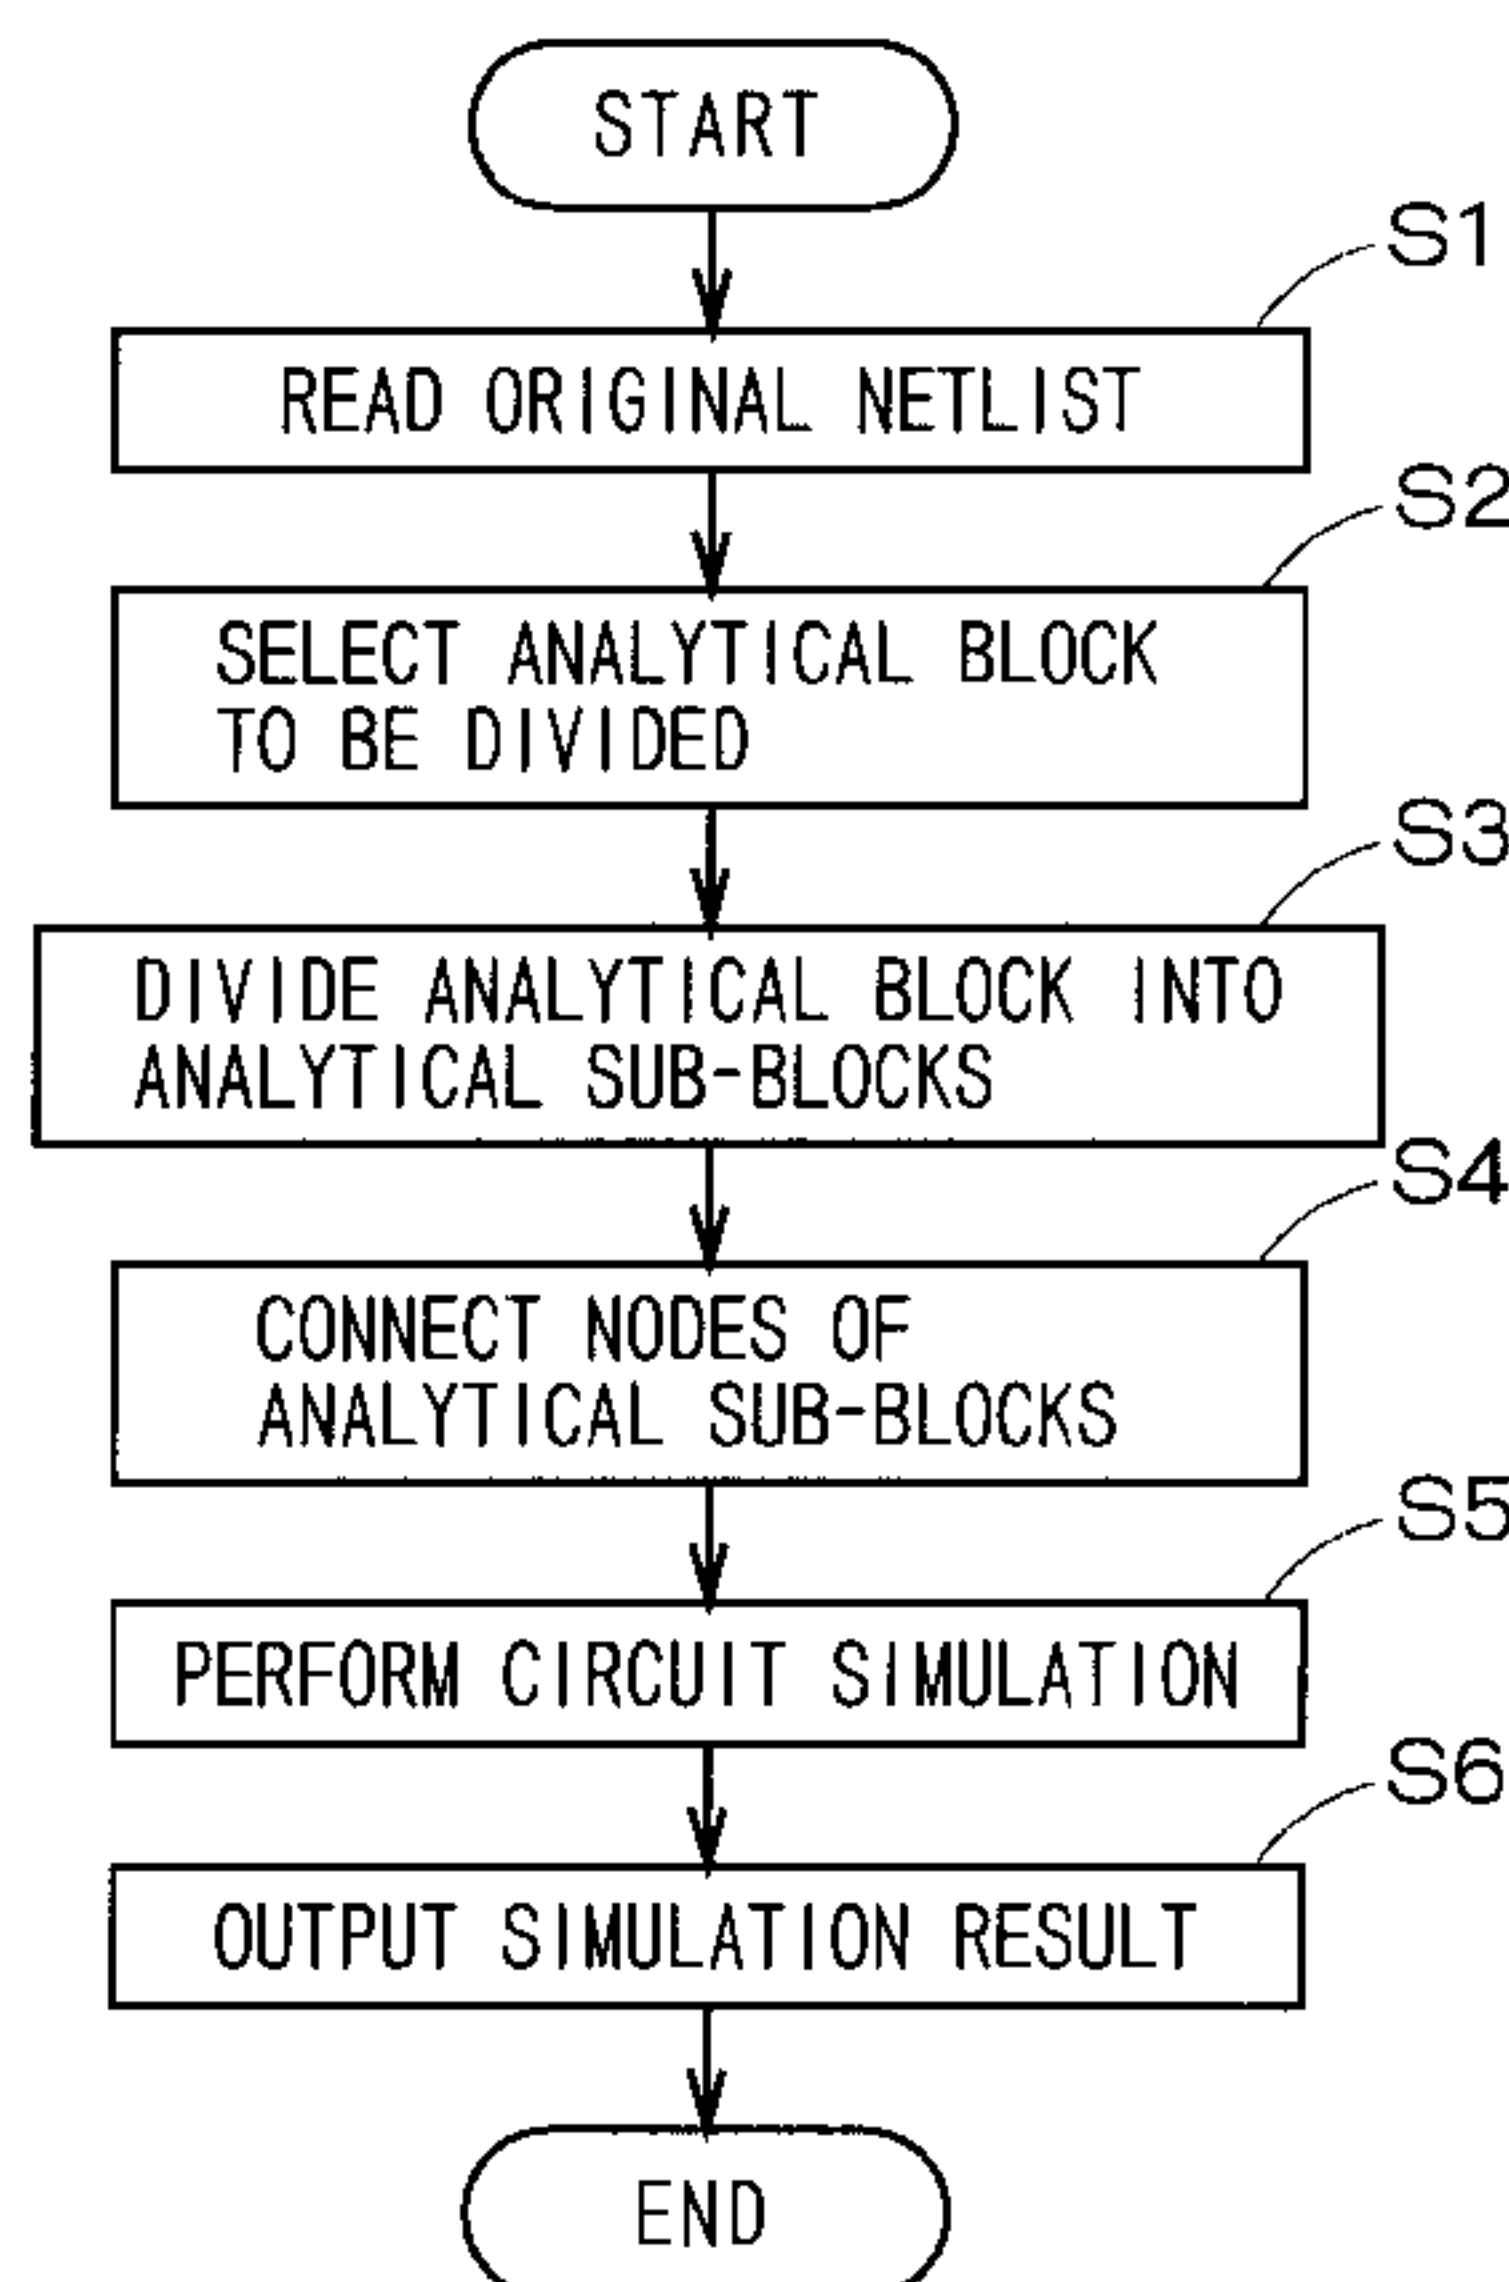 START
S1
READ ORIGINAL NETLIST
S2
SELECT ANALYTICAL BLOCK
TO BE DIVIDED
S3
DIVIDE ANALYTICAL BLOCK INTO
ANALYTICAL SUB-BLOCKS
S4
CONNECT NODES OF
ANALYTICAL SUB-BLOCKS
S5
PERFORM CIRCUIT SIMULATION
S6
OUTPUT SIMULATION RESULT
END